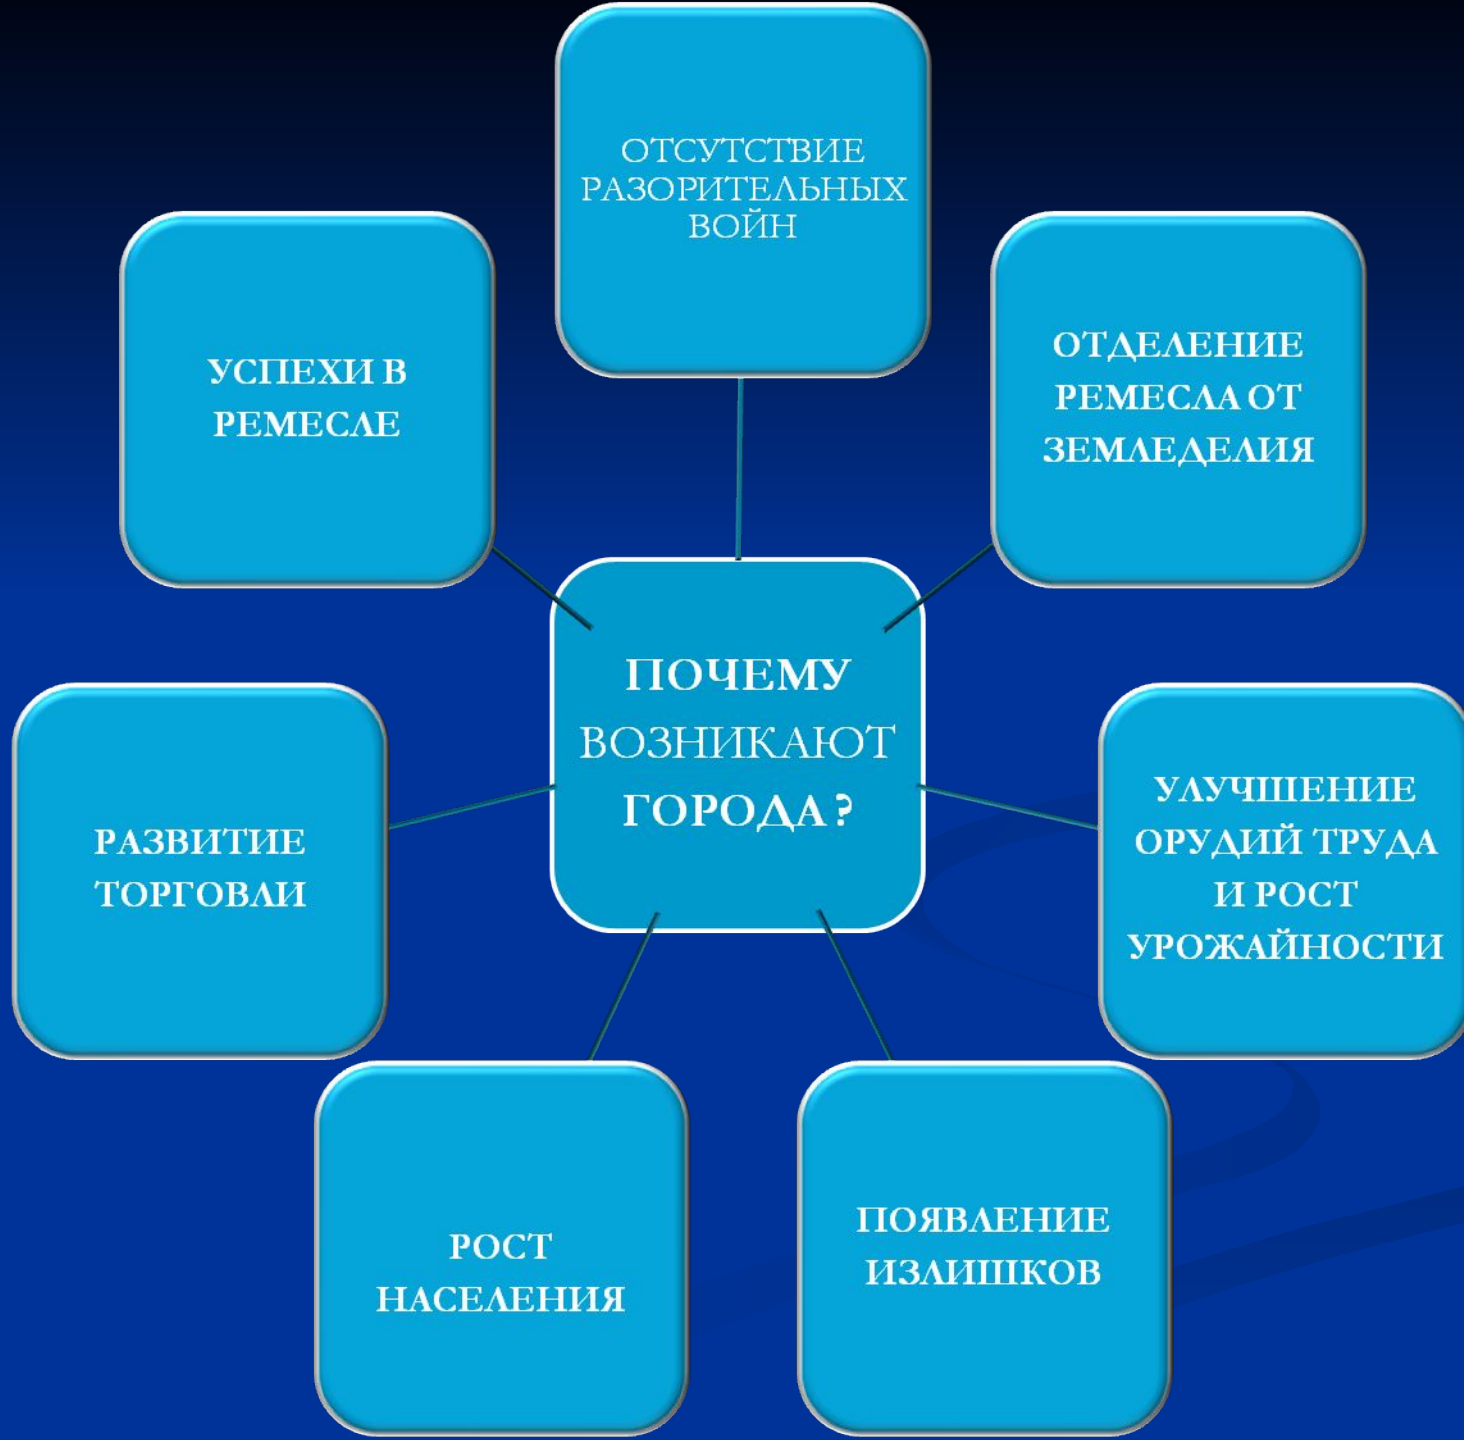 ОТСУТСТВИЕ
РАЗОРИТЕЛЬНЫХ
ВОЙН
УСПЕХИ В
РЕМЕСЛЕ
ОТДЕЛЕНИЕ
РЕМЕСЛА ОТ
ЗЕМЛЕДЕЛИЯ
ПОЧЕМУ
ВОЗНИКАЮТ
ГОРОДА?
РАЗВИТИЕ
ТОРГОВЛИ
УЛУЧШЕНИЕ
ОРУДИЙ ТРУДА
И РОСТ
УРОЖАЙНОСТИ
РОСТ
НАСЕЛЕНИЯ
ПОЯВЛЕНИЕ
ИЗЛИШКОВ